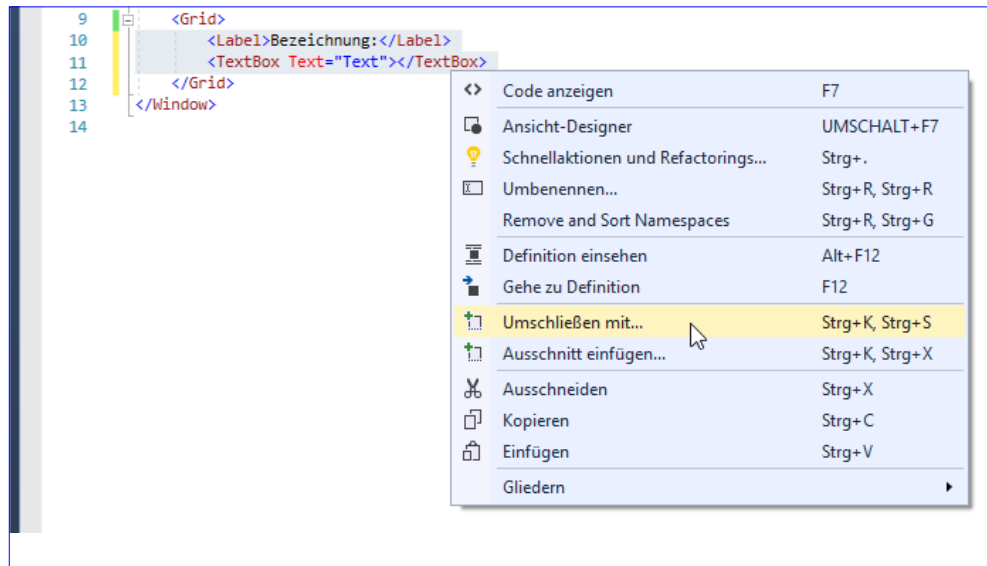 9 <Grid>
10 <Label>Bezeichnung:</Label>
11 <TextBox Text="Text"></TextBox>
12 </Grid>
13 </Window>
14
Code anzeigen F7
Ansicht-Designer UMSCHALT+F7
Schnellaktionen und Refactorings... Strg+.
Umbenennen... Strg+R, Strg+R
Remove and Sort Namespaces Strg+R, Strg+G
Definition einsehen Alt+F12
Gehe zu Definition F12
Umschließen mit... Strg+K, Strg+S
Ausschnitt einfügen... Strg+K, Strg+X
Ausschneiden Strg+X
Kopieren Strg+C
Einfügen Strg+V
Gliedern